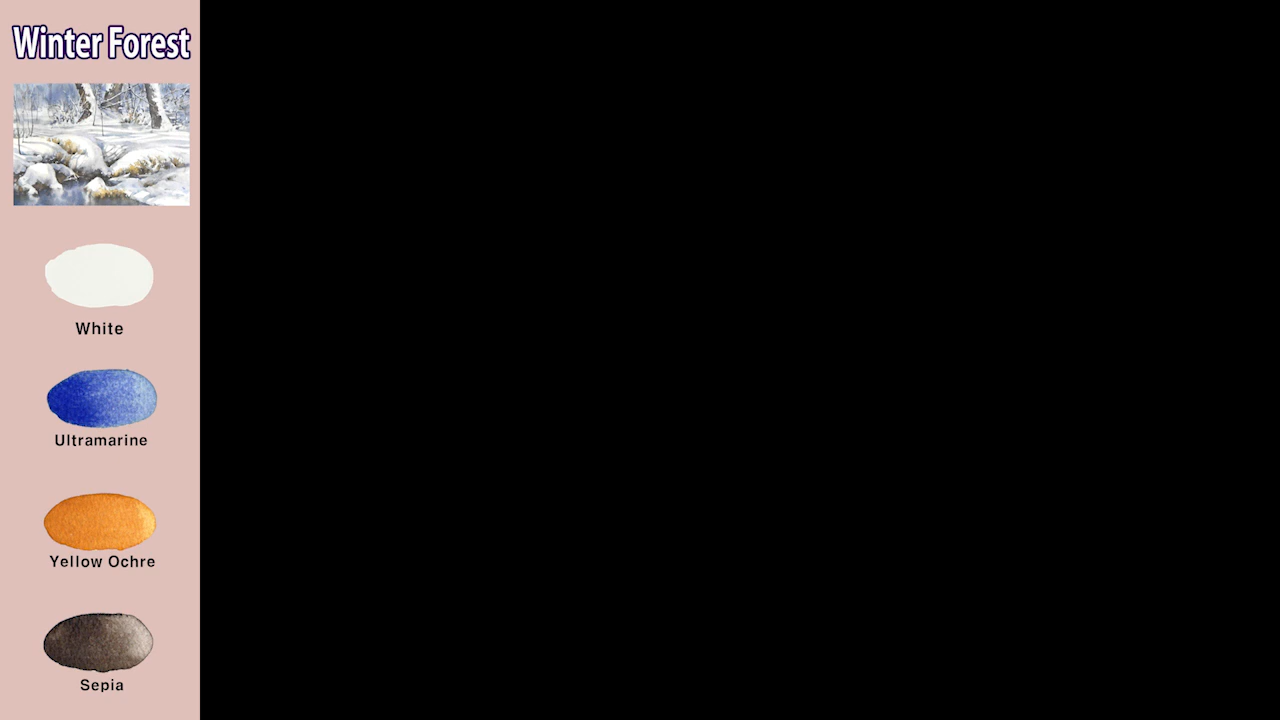 Winter Forest
White
Ultramarine
Yellow Ochre
Sepia